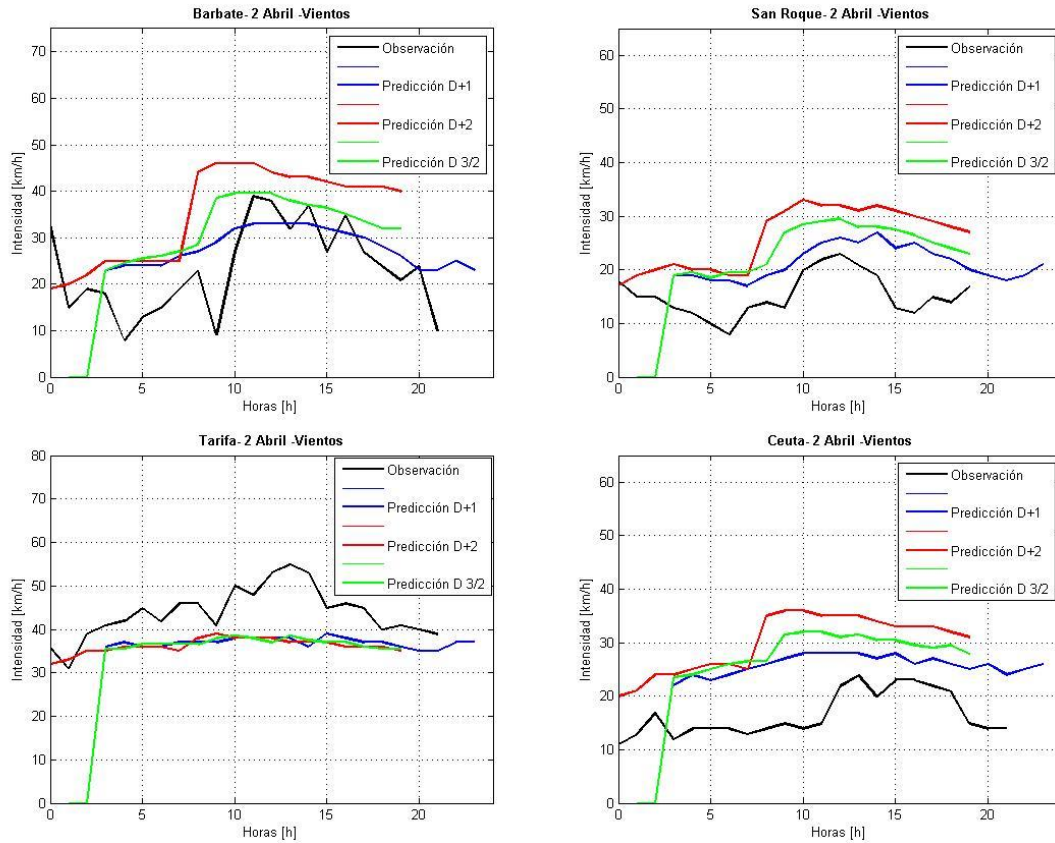 Barbate- 2 Abril -Vientos
70
60
50
40
30
20
10
0
Intensidad [km/h]
Observación
Predicción D+1
Predicción D+2
Predicción D 3/2
0 5 10 15 20
Horas [h]
San Roque- 2 Abril -Vientos
60
50
40
30
20
10
0
Intensidad [km/h]
Observación
Predicción D+1
Predicción D+2
Predicción D 3/2
0 5 10 15 20
Horas [h]
Tarifa- 2 Abril -Vientos
80
70
60
50
40
30
20
10
0
Intensidad [km/h]
Observación
Predicción D+1
Predicción D+2
Predicción D 3/2
0 5 10 15 20
Horas [h]
Ceuta- 2 Abril -Vientos
60
50
40
30
20
10
0
Intensidad [km/h]
Observación
Predicción D+1
Predicción D+2
Predicción D 3/2
0 5 10 15 20
Horas [h]